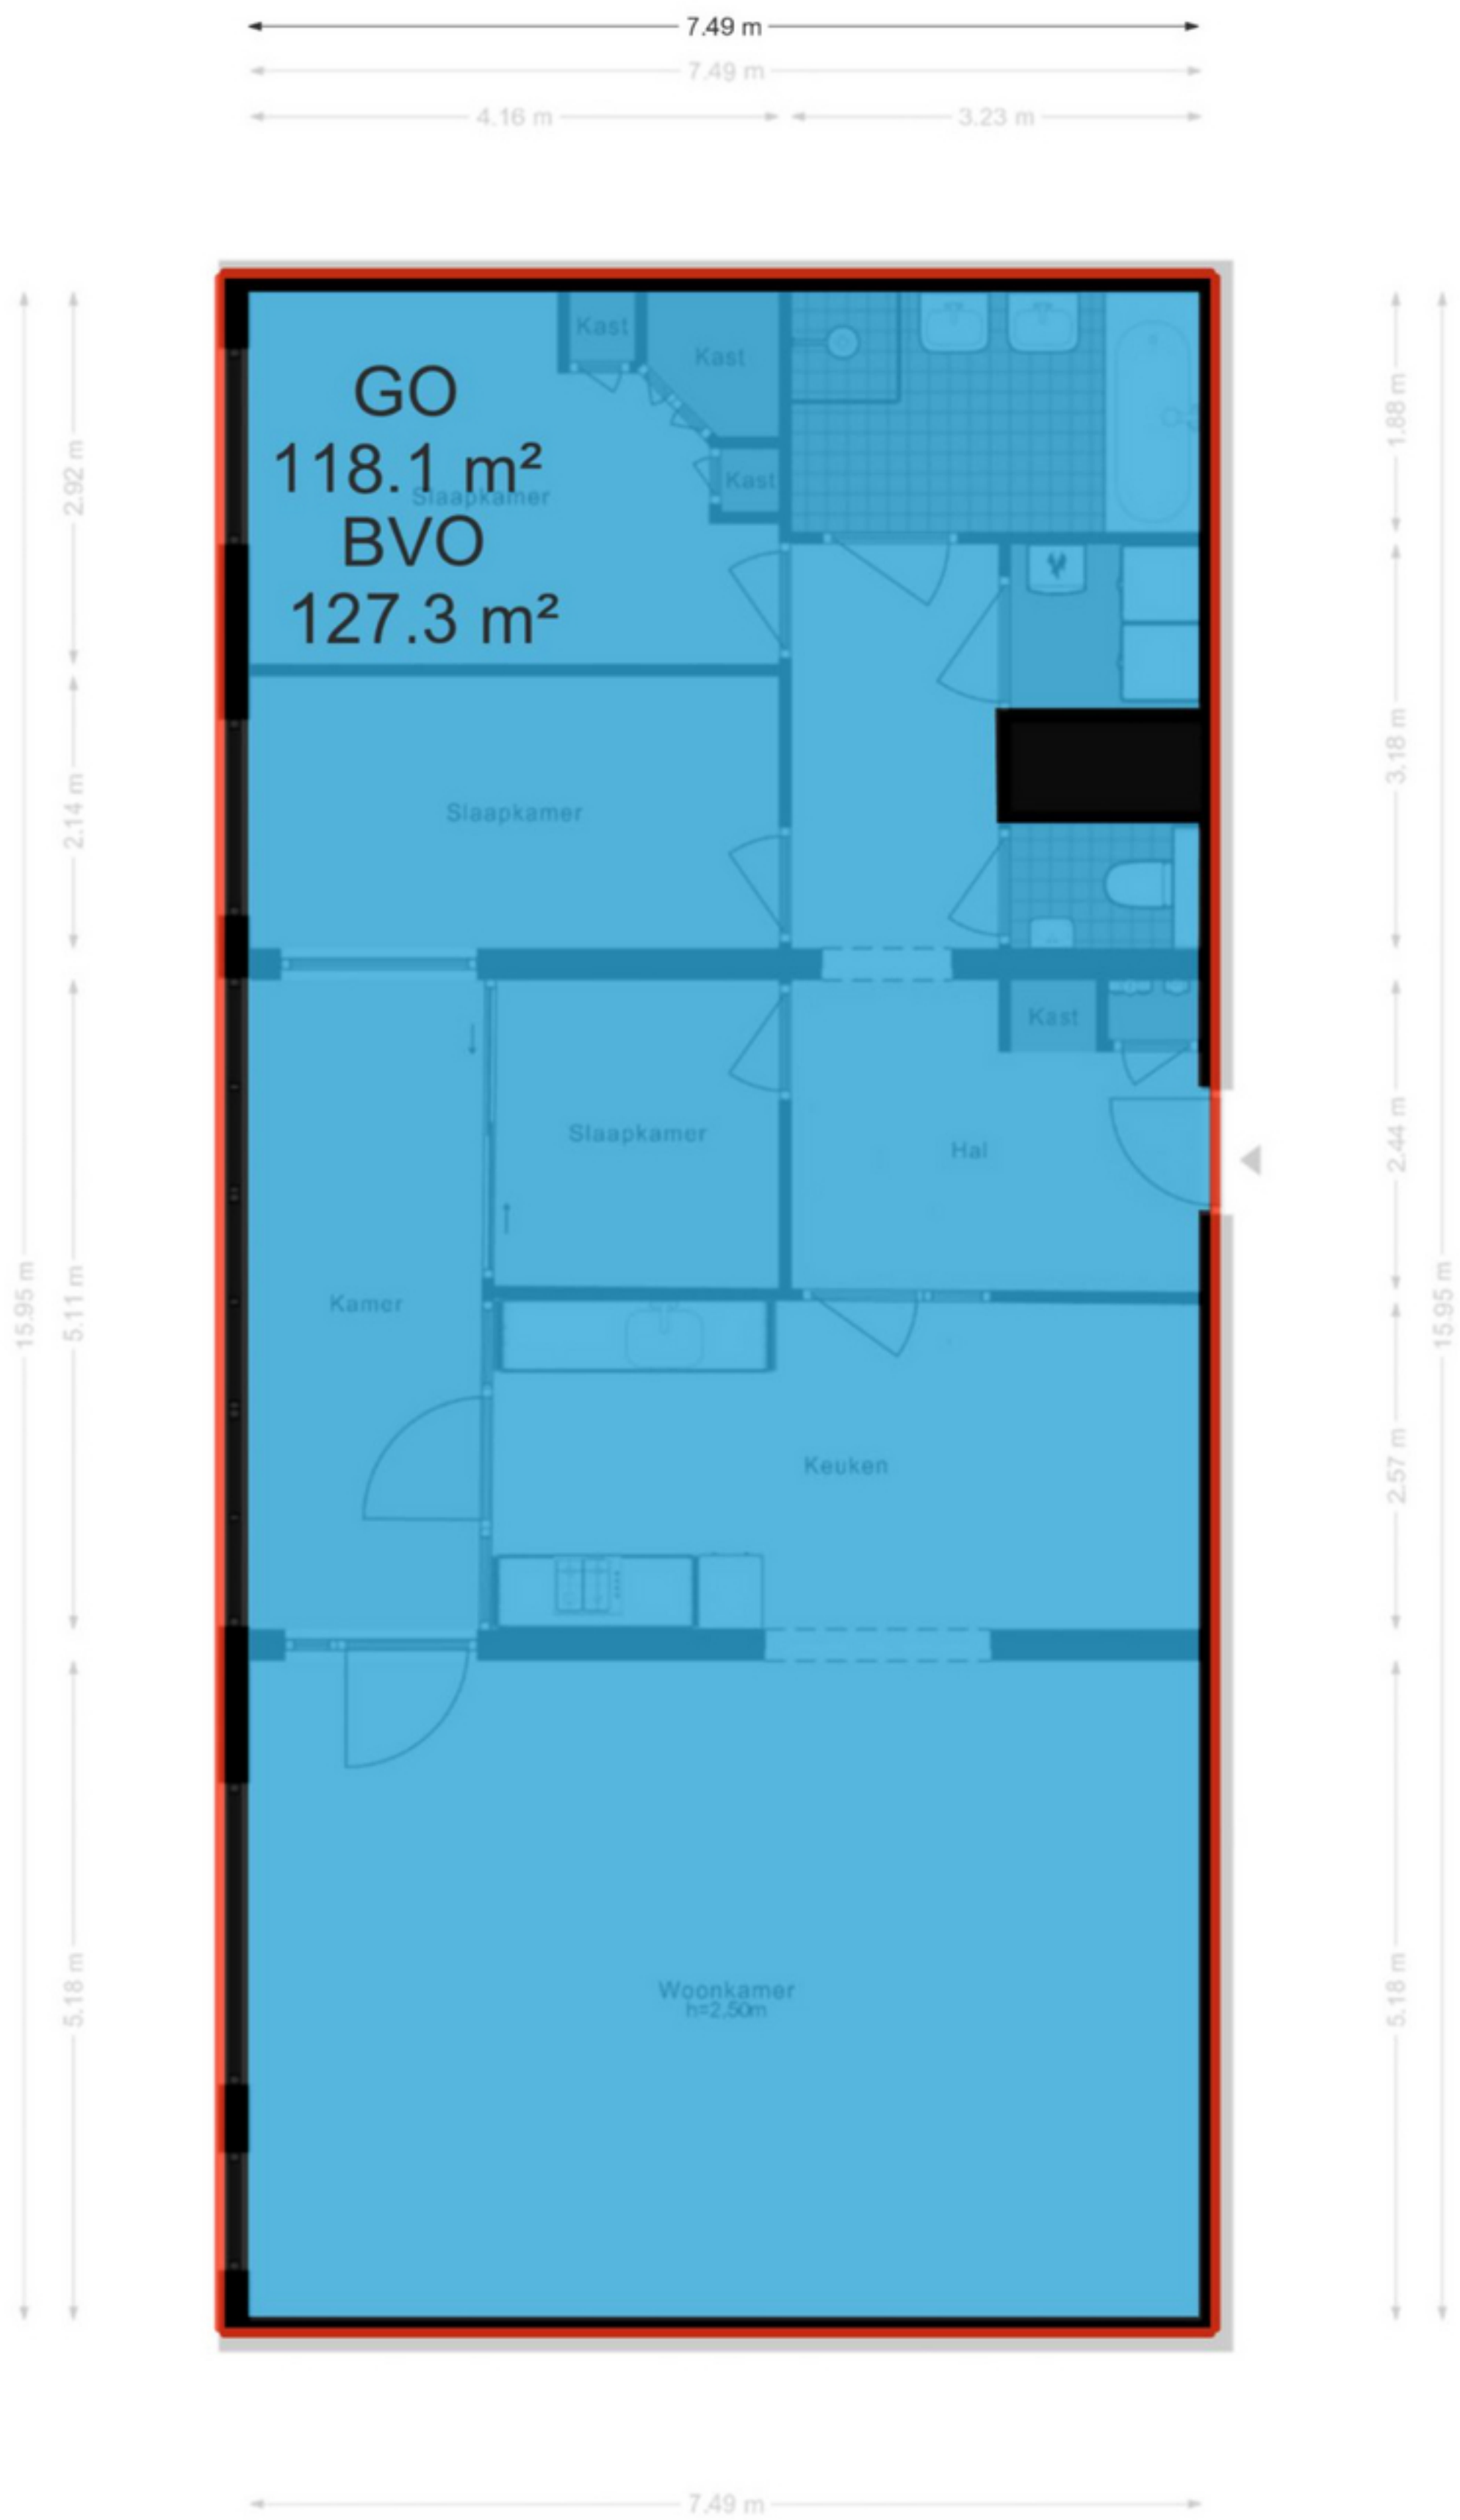 7.49 m
7.49 m
4.16 m
3.23 m
Kast
Kast
GO
118.1 m²
Slaapkamer
Kast
BVO
127.3 m²
Slaapkamer
Kast
Slaapkamer
Hal
Kamer
Keuken
Woonkamer
h=2.50m
2.92 m
2.14 m
5.11 m
15.95 m
5.18 m
1.88 m
3.18 m
2.44 m
15.95 m
2.57 m
5.18 m
7.49 m